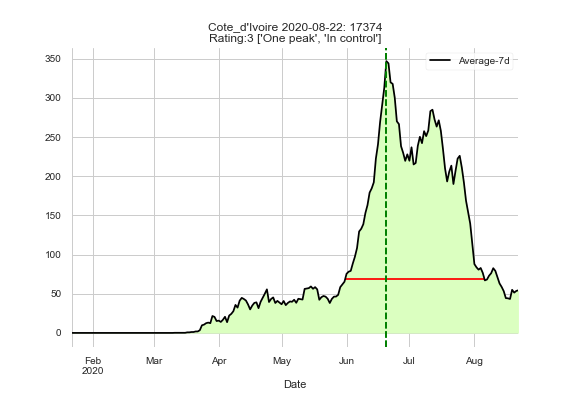 Cote_d'Ivoire 2020-08-22: 17374
Rating:3 ['One peak', 'In control']
Average-7d
350
300
250
200
150
100
50
0
Feb
2020
Mar
Apr
May
Jun
Jul
Aug
Date